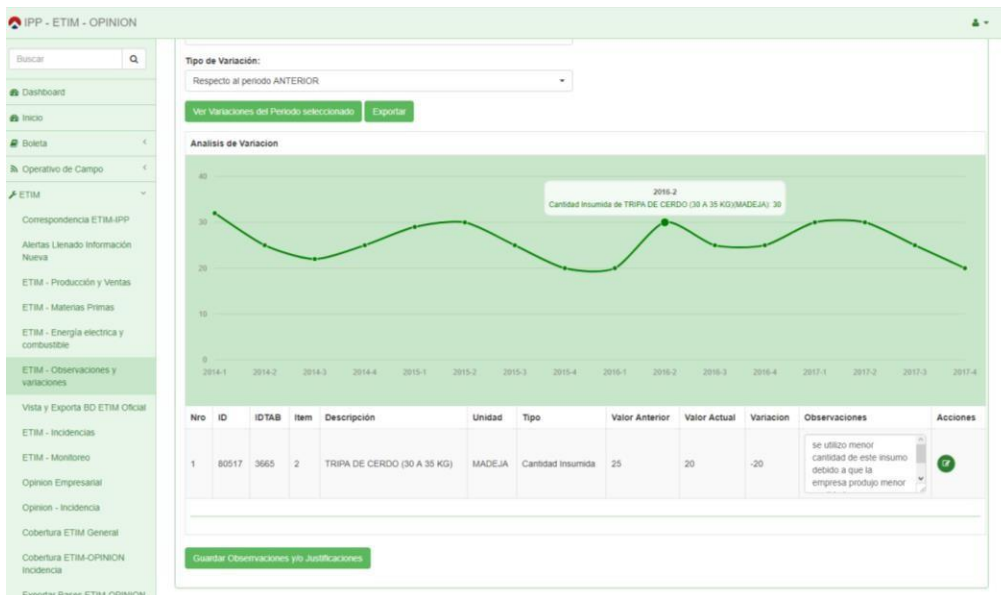 IPP - ETIM - OPINION
Buscar
Dashboard
Inicio
Boleta
Operativo de Campo
ETIM
Correspondencia ETIM-IPP
Alertas Llenado Información
Nueva
ETIM - Producción y Ventas
ETIM - Materias Primas
ETIM - Energía electrica y
combustible
ETIM - Observaciones y
variaciones
Vista y Exporta BD ETIM Oficial
ETIM - Incidencias
ETIM - Monitoreo
Opinion Empresarial
Opinion - Incidencia
Cobertura ETIM General
Cobertura ETIM-OPINION
Incidencia
Exportar Bases ETIM-OPINION
Tipo de Variación:
Respecto al periodo ANTERIOR
Ver Variaciones del Periodo seleccionado
Exportar
Analisis de Variacion
40
30
20
10
0
2016-2
Cantidad Insumida de TRIPA DE CERDO (30 A 35 KG)(MADEJA): 30
2014-1 2014-2 2014-3 2014-4 2015-1 2015-2 2015-3 2015-4 2016-1 2016-2 2016-3 2016-4 2017-1 2017-2 2017-3 2017-4
Nro ID IDTAB Item Descripción Unidad Tipo Valor Anterior Valor Actual Variacion Observaciones Acciones
1 80517 3665 2 TRIPA DE CERDO (30 A 35 KG) MADEJA Cantidad Insumida 25 20 -20
se utilizo menor
cantidad de este insumo
debido a que la
empresa produjo menor
Guardar Observaciones y/o Justificaciones